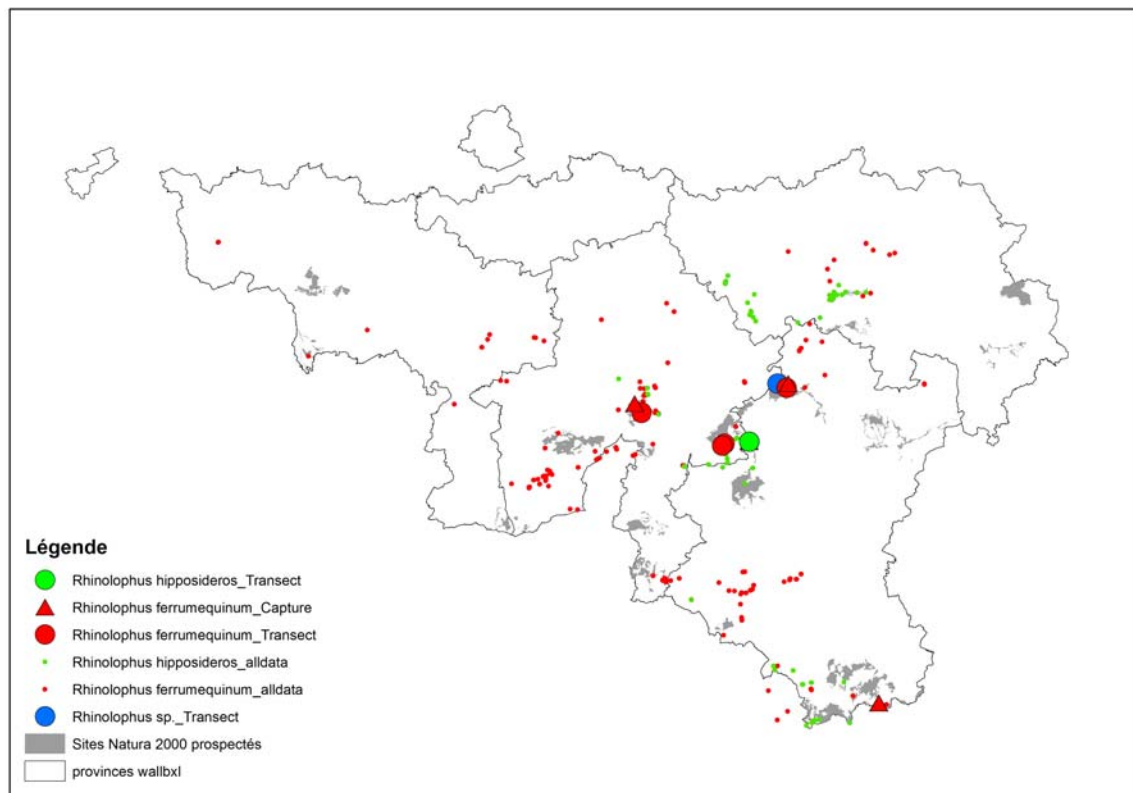 Légende
Rhinolophus hipposideros_Transect
Rhinolophus ferrumequinum_Capture
Rhinolophus ferrumequinum_Transect
Rhinolophus hipposideros_alldata
Rhinolophus ferrumequinum_alldata
Rhinolophus sp._Transect
Sites Natura 2000 prospectés
provinces wallbxl